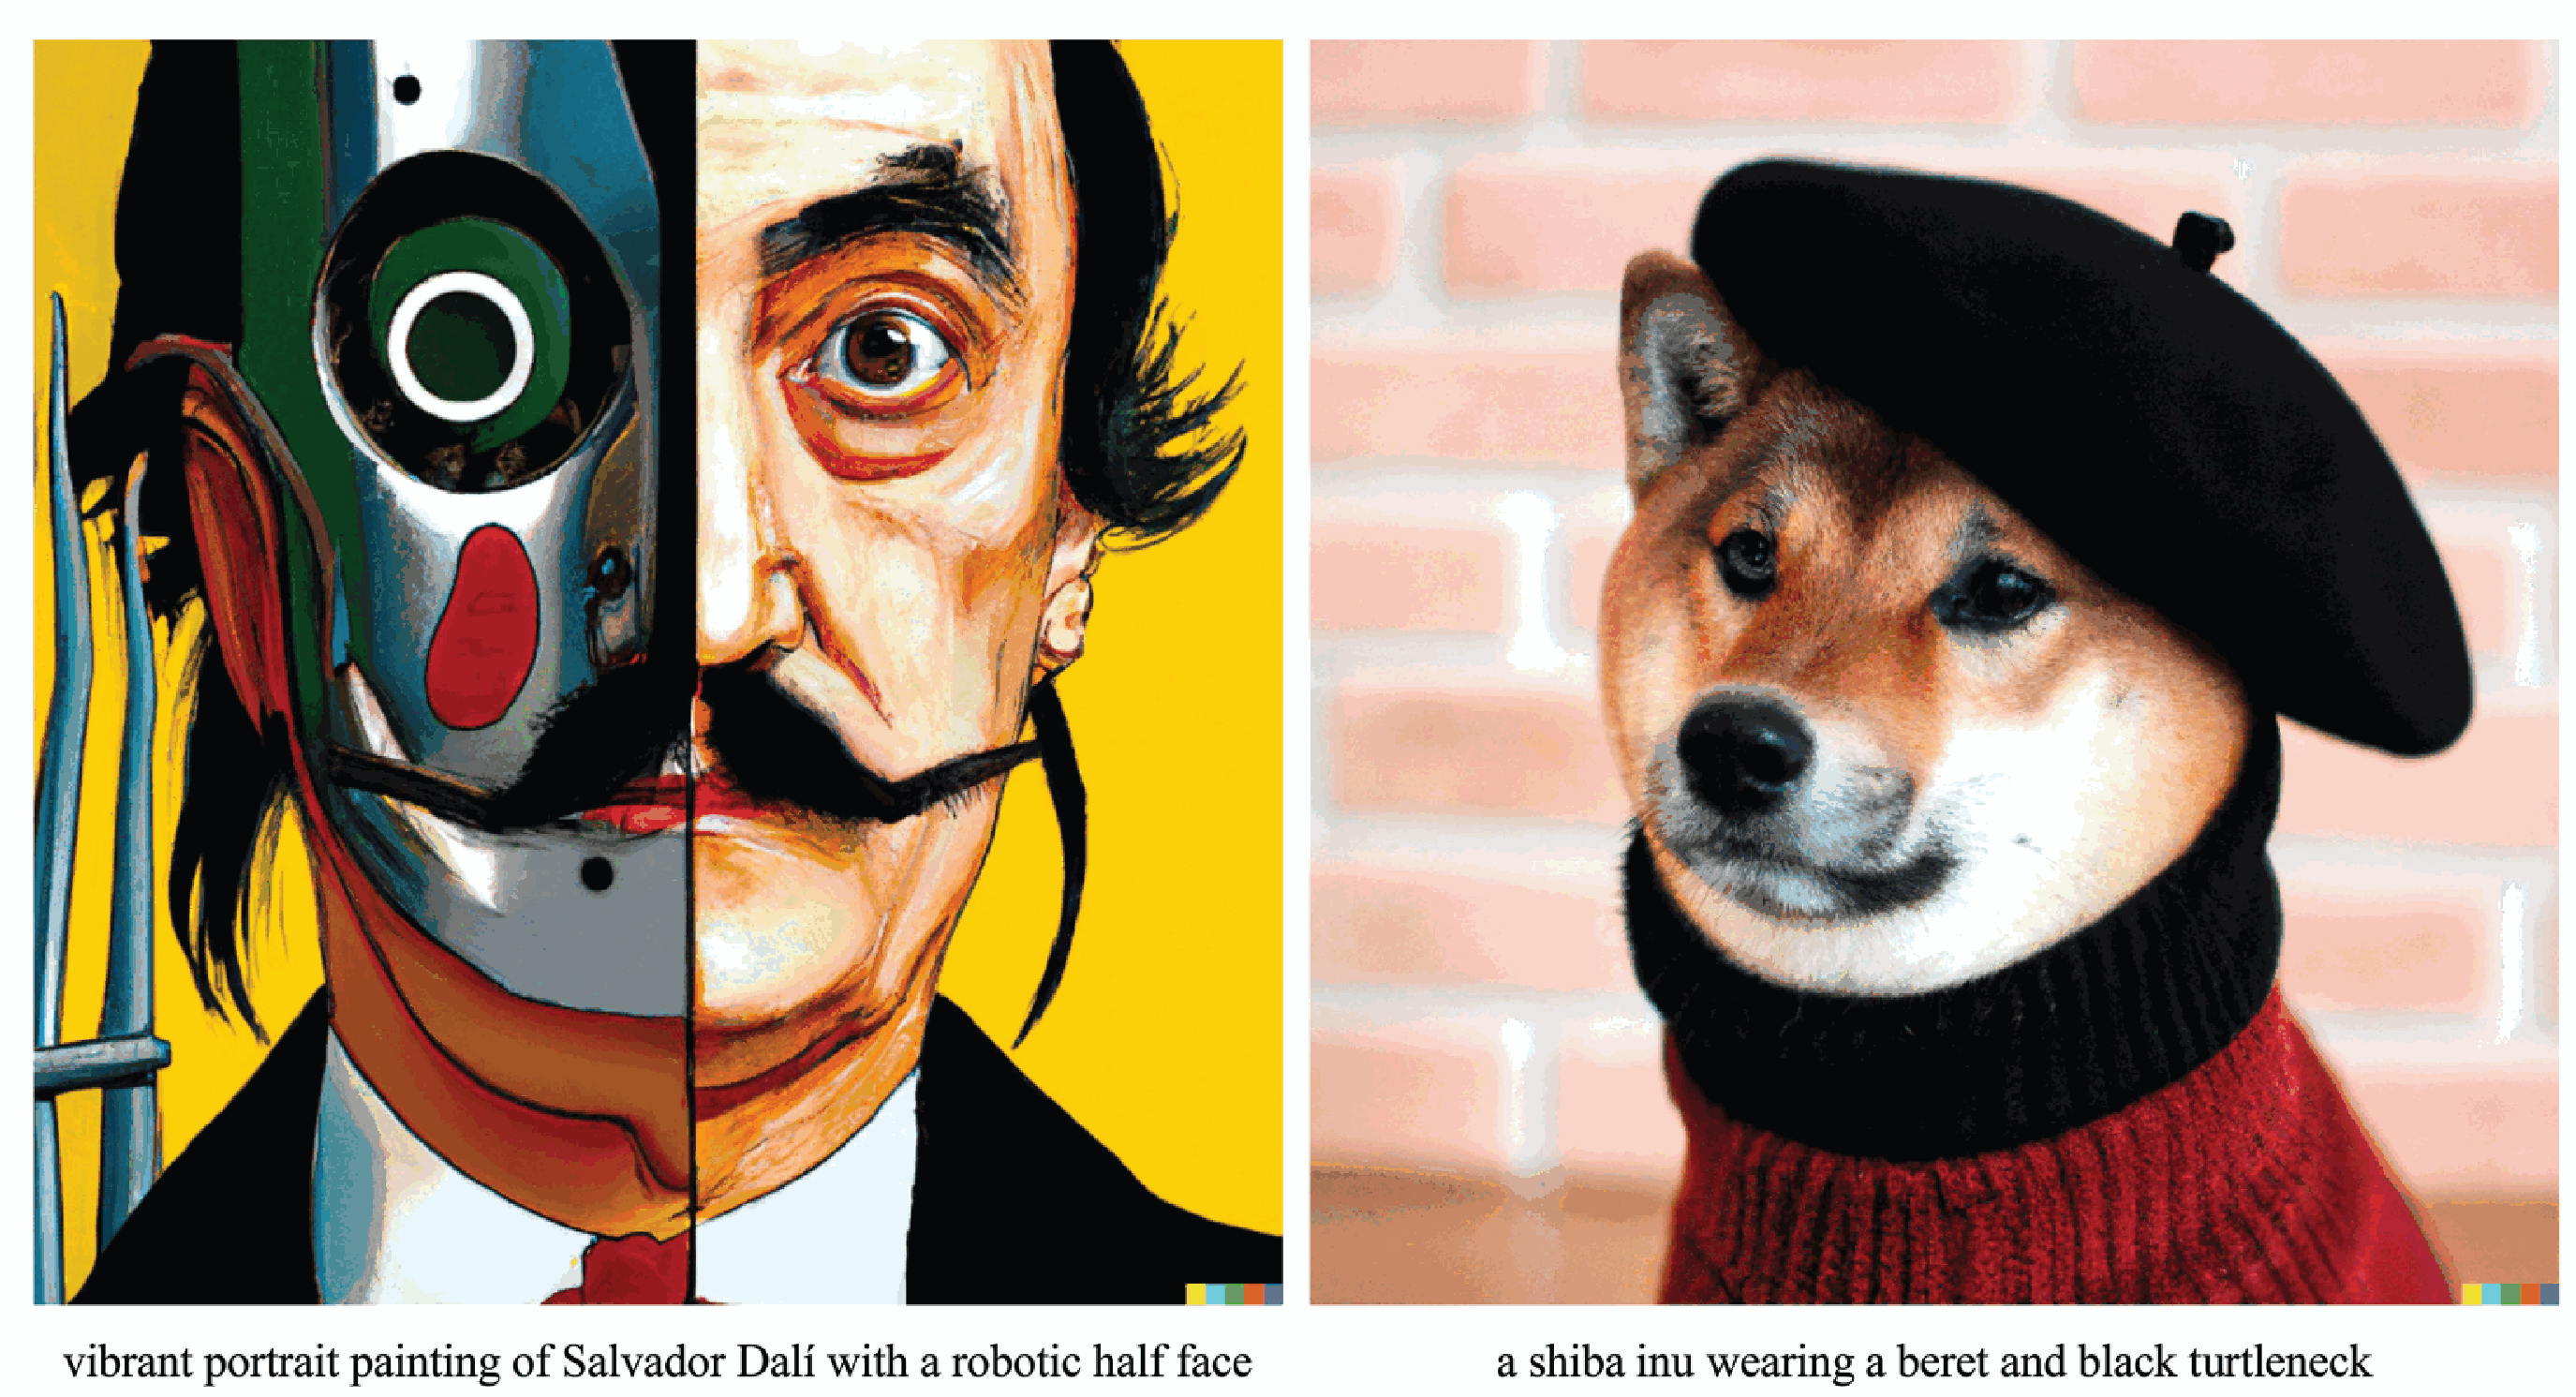 vibrant portrait painting of Salvador Dalí with a robotic half face
a shiba inu wearing a beret and black turtleneck